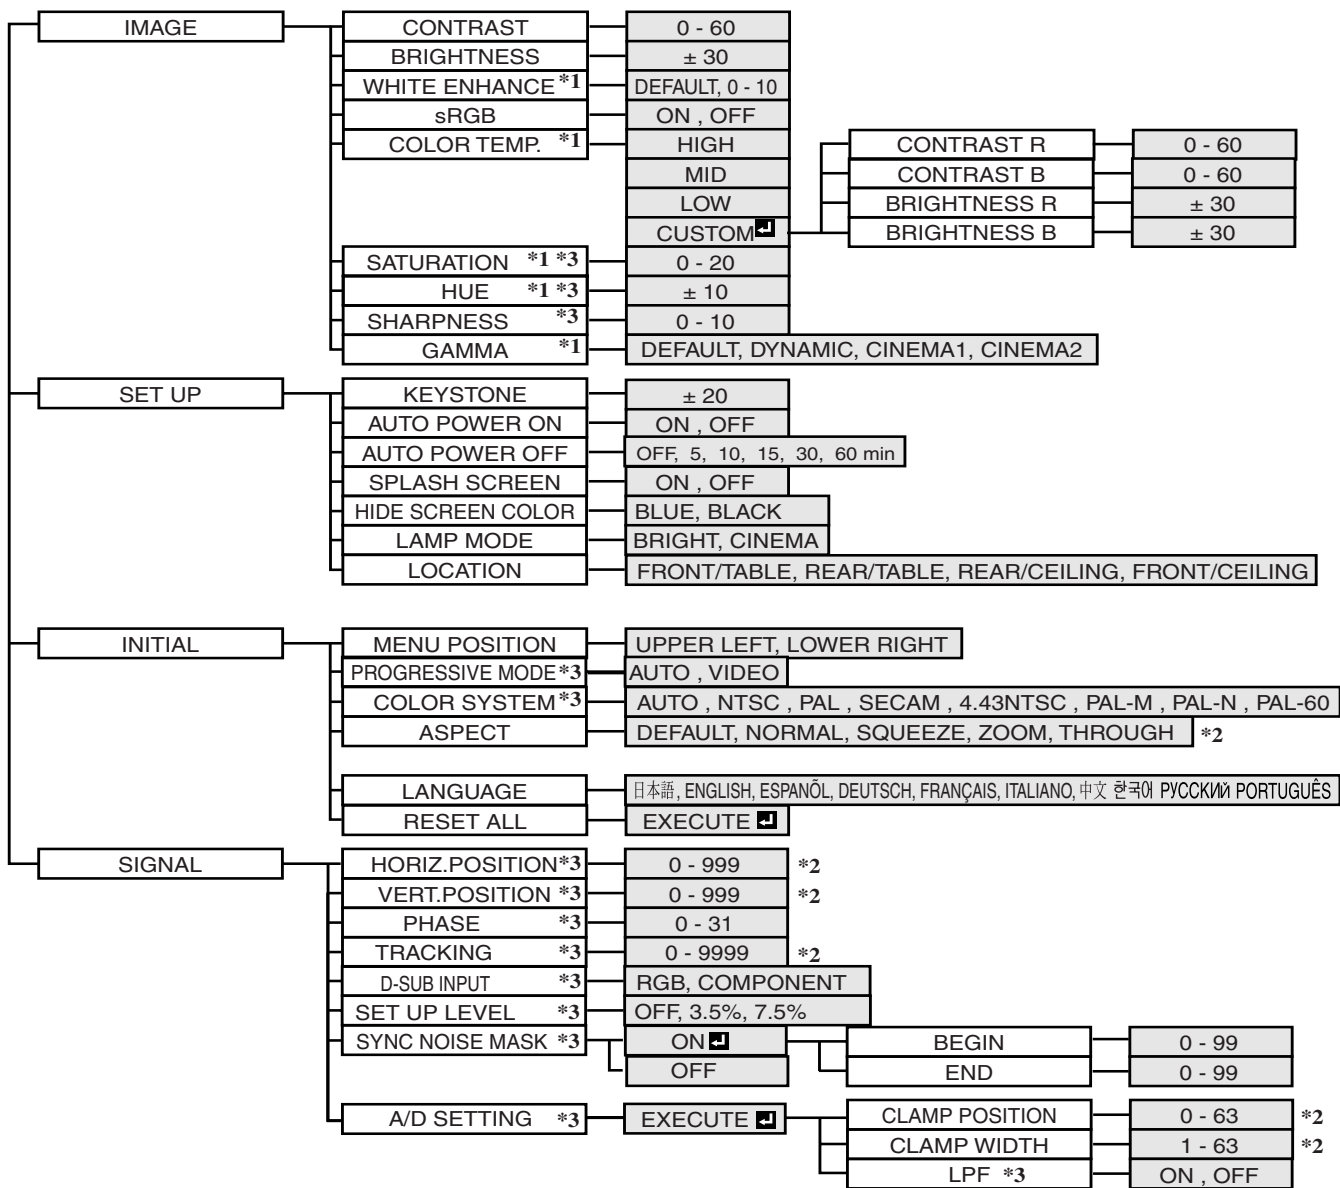 IMAGE CONTRAST 0 - 60
BRIGHTNESS ± 30
WHITE ENHANCE *1 DEFAULT, 0 - 10
sRGB ON , OFF
COLOR TEMP. *1 HIGH CONTRAST R 0 - 60
MID CONTRAST B 0 - 60
LOW BRIGHTNESS R ± 30
CUSTOM BRIGHTNESS B ± 30
SATURATION *1 *3 0 - 20
HUE *1 *3 ± 10
SHARPNESS *3 0 - 10
GAMMA *1 DEFAULT, DYNAMIC, CINEMA1, CINEMA2
SET UP KEYSTONE ± 20
AUTO POWER ON ON , OFF
AUTO POWER OFF OFF, 5, 10, 15, 30, 60 min
SPLASH SCREEN ON , OFF
HIDE SCREEN COLOR BLUE, BLACK
LAMP MODE BRIGHT, CINEMA
LOCATION FRONT/TABLE, REAR/TABLE, REAR/CEILING, FRONT/CEILING
INITIAL MENU POSITION UPPER LEFT, LOWER RIGHT
PROGRESSIVE MODE *3 AUTO , VIDEO
COLOR SYSTEM *3 AUTO , NTSC , PAL , SECAM , 4.43NTSC , PAL-M , PAL-N , PAL-60
ASPECT DEFAULT, NORMAL, SQUEEZE, ZOOM, THROUGH *2
LANGUAGE 日本語, ENGLISH, ESPANÕL, DEUTSCH, FRANÇAIS, ITALIANO, 中文 한국어 РУССКИЙ PORTUGUÊS
RESET ALL EXECUTE
SIGNAL HORIZ.POSITION *3 0 - 999 *2
VERT.POSITION *3 0 - 999 *2
PHASE *3 0 - 31
TRACKING *3 0 - 9999 *2
D-SUB INPUT *3 RGB, COMPONENT
SET UP LEVEL *3 OFF, 3.5%, 7.5%
SYNC NOISE MASK *3 ON BEGIN 0 - 99
OFF END 0 - 99
A/D SETTING *3 EXECUTE CLAMP POSITION 0 - 63 *2
CLAMP WIDTH 1 - 63 *2
LPF *3 ON , OFF